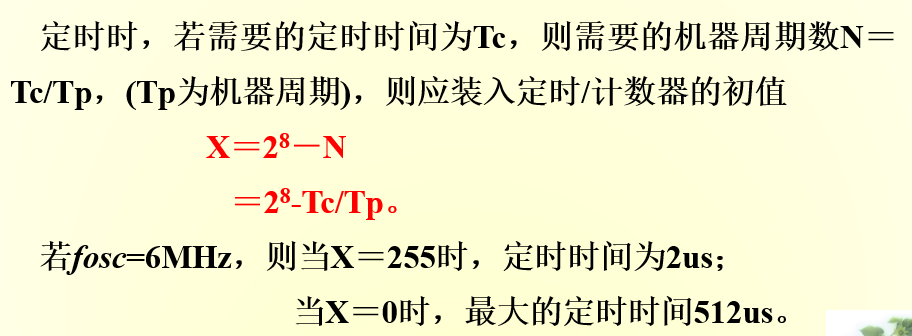 定时时，若需要的定时时间为Tc，则需要的机器周期数N＝
Tc/Tp，(Tp为机器周期)，则应装入定时/计数器的初值
X＝2⁸－N
＝2⁸-Tc/Tp。
若fosc=6MHz，则当X＝255时，定时时间为2us；
当X＝0时，最大的定时时间512us。